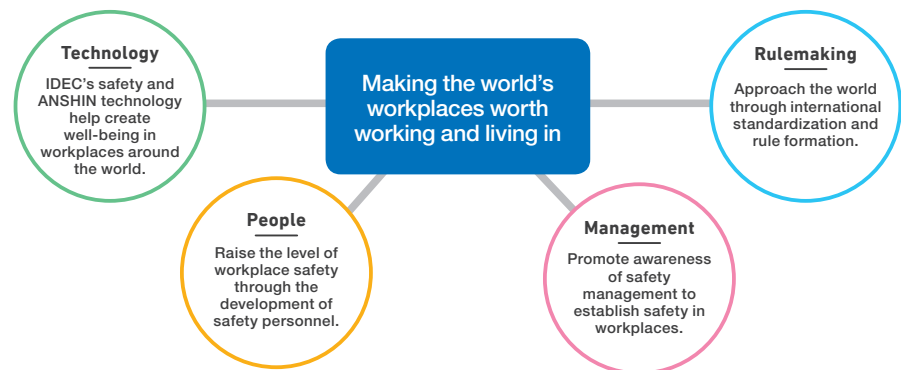 Technology
IDEC's safety and
ANSHIN technology
help create
well-being in
workplaces around
the world.
Making the world's
workplaces worth
working and living in
Rulemaking
Approach the world
through international
standardization and
rule formation.
People
Raise the level of
workplace safety
through the
development of
safety personnel.
Management
Promote awareness
of safety
management to
establish safety in
workplaces.